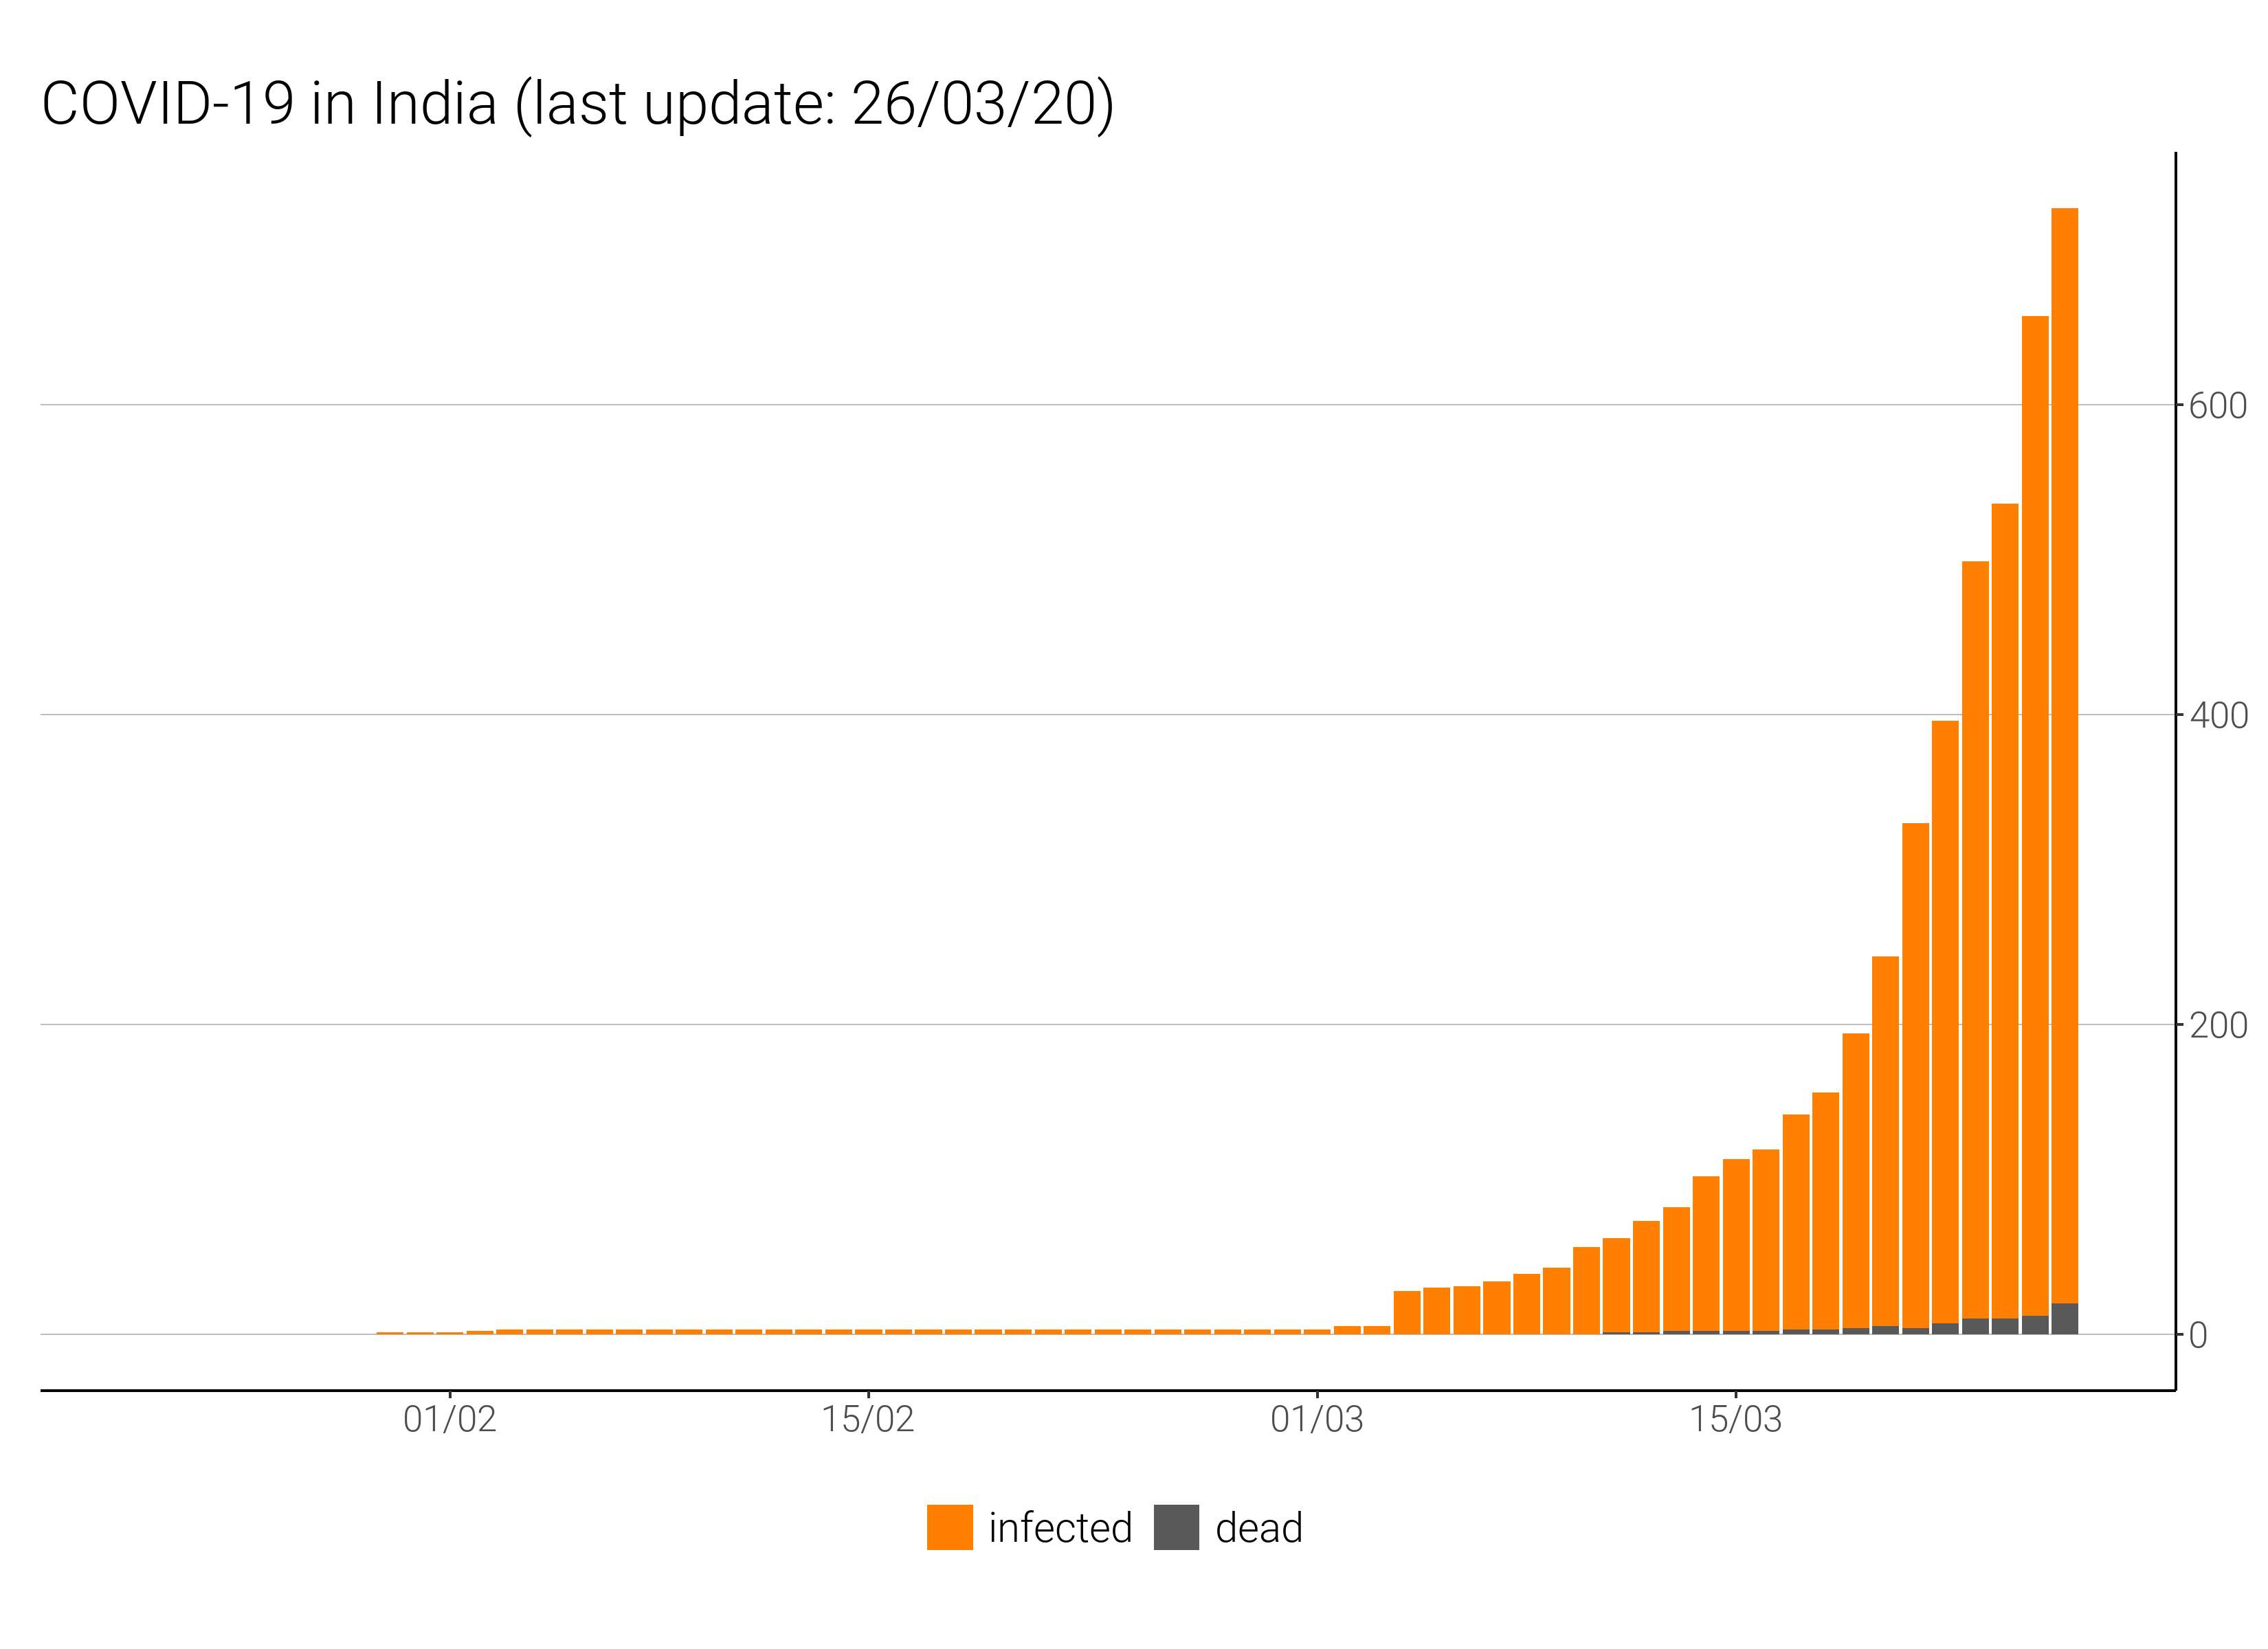 COVID-19 in India (last update: 26/03/20)
600
400
200
0
01/02 15/02 01/03 15/03
infected dead